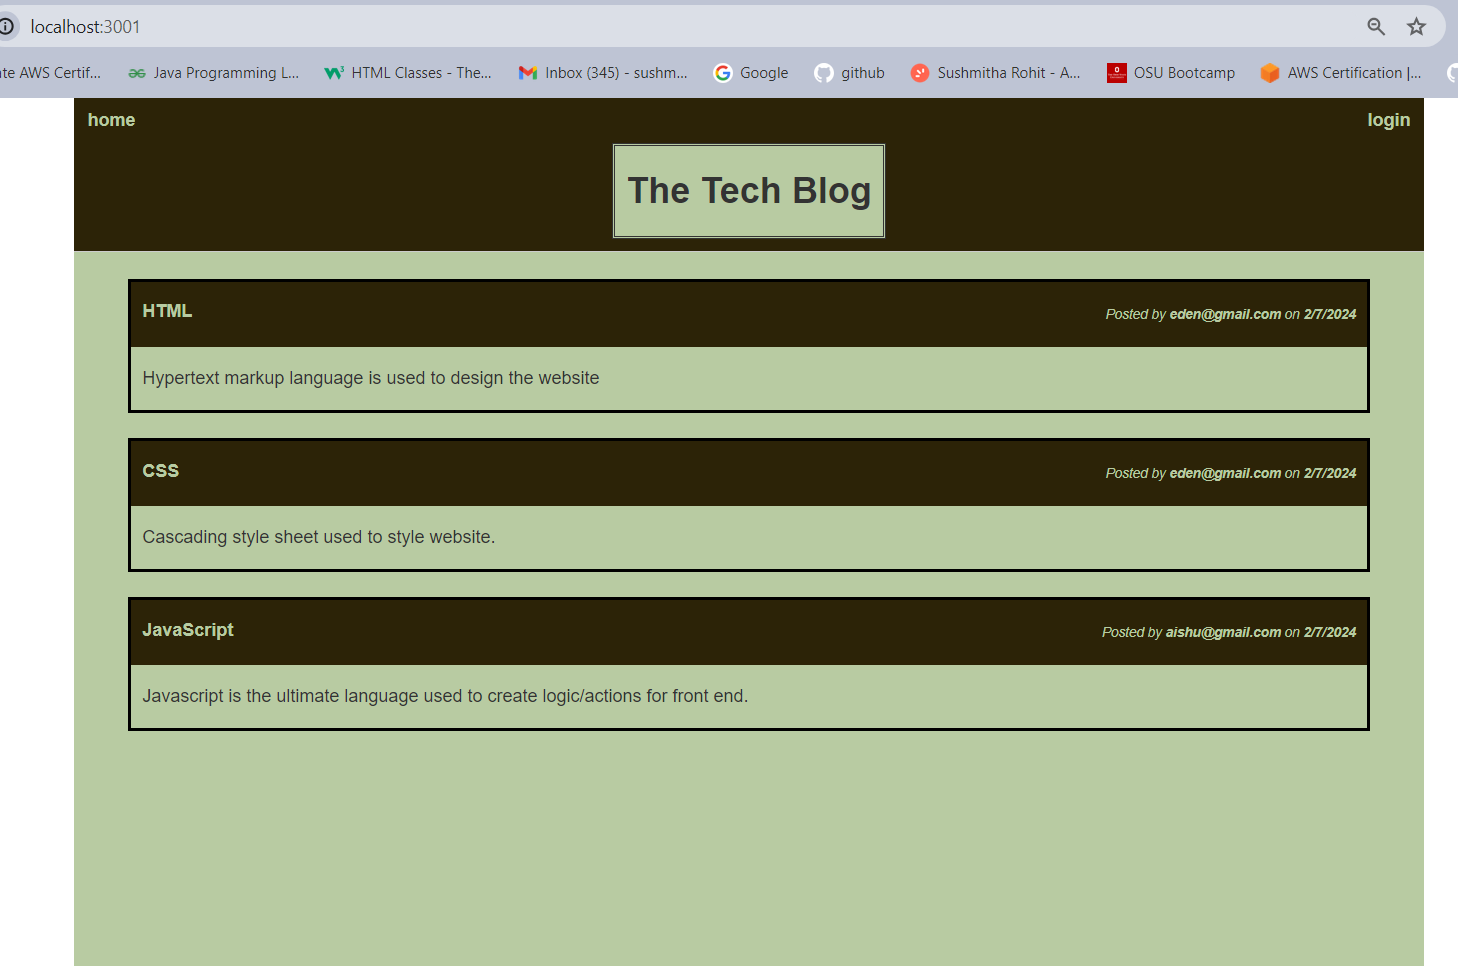 localhost:3001
te AWS Certif... Java Programming L... HTML Classes - The... Inbox (345) - sushm... Google github Sushmitha Rohit - A... OSU Bootcamp AWS Certification |...
home login
The Tech Blog
HTML Posted by eden@gmail.com on 2/7/2024
Hypertext markup language is used to design the website
CSS Posted by eden@gmail.com on 2/7/2024
Cascading style sheet used to style website.
JavaScript Posted by aishu@gmail.com on 2/7/2024
Javascript is the ultimate language used to create logic/actions for front end.